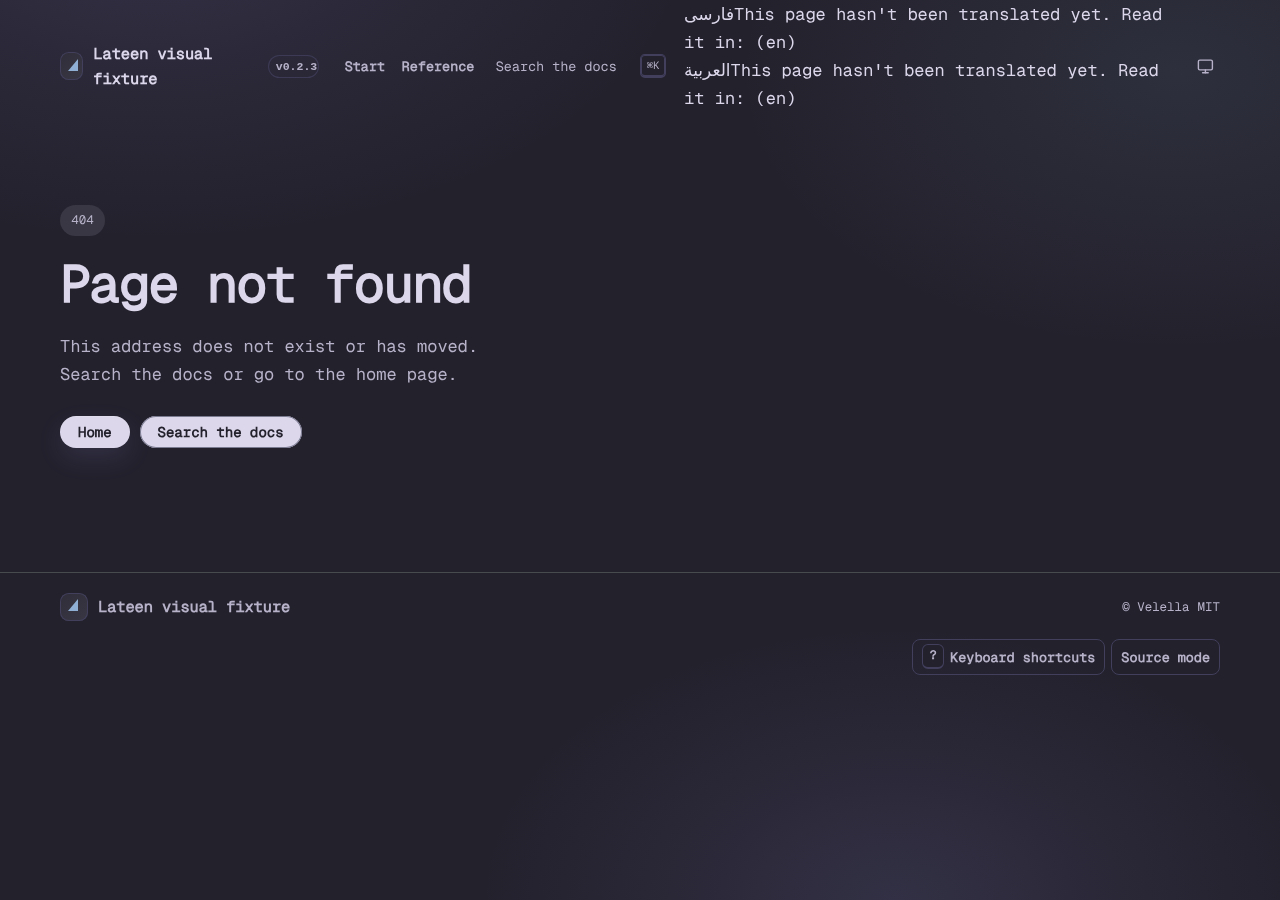 Lateen visual
fixture
v0.2.3
Start
Reference
Search the docs
⌘K
فارسیThis page hasn't been translated yet. Read
it in: (en)
العربيةThis page hasn't been translated yet. Read
it in: (en)
404
Page not found
This address does not exist or has moved.
Search the docs or go to the home page.
Home
Search the docs
Lateen visual fixture
© Velella MIT
? Keyboard shortcuts
Source mode